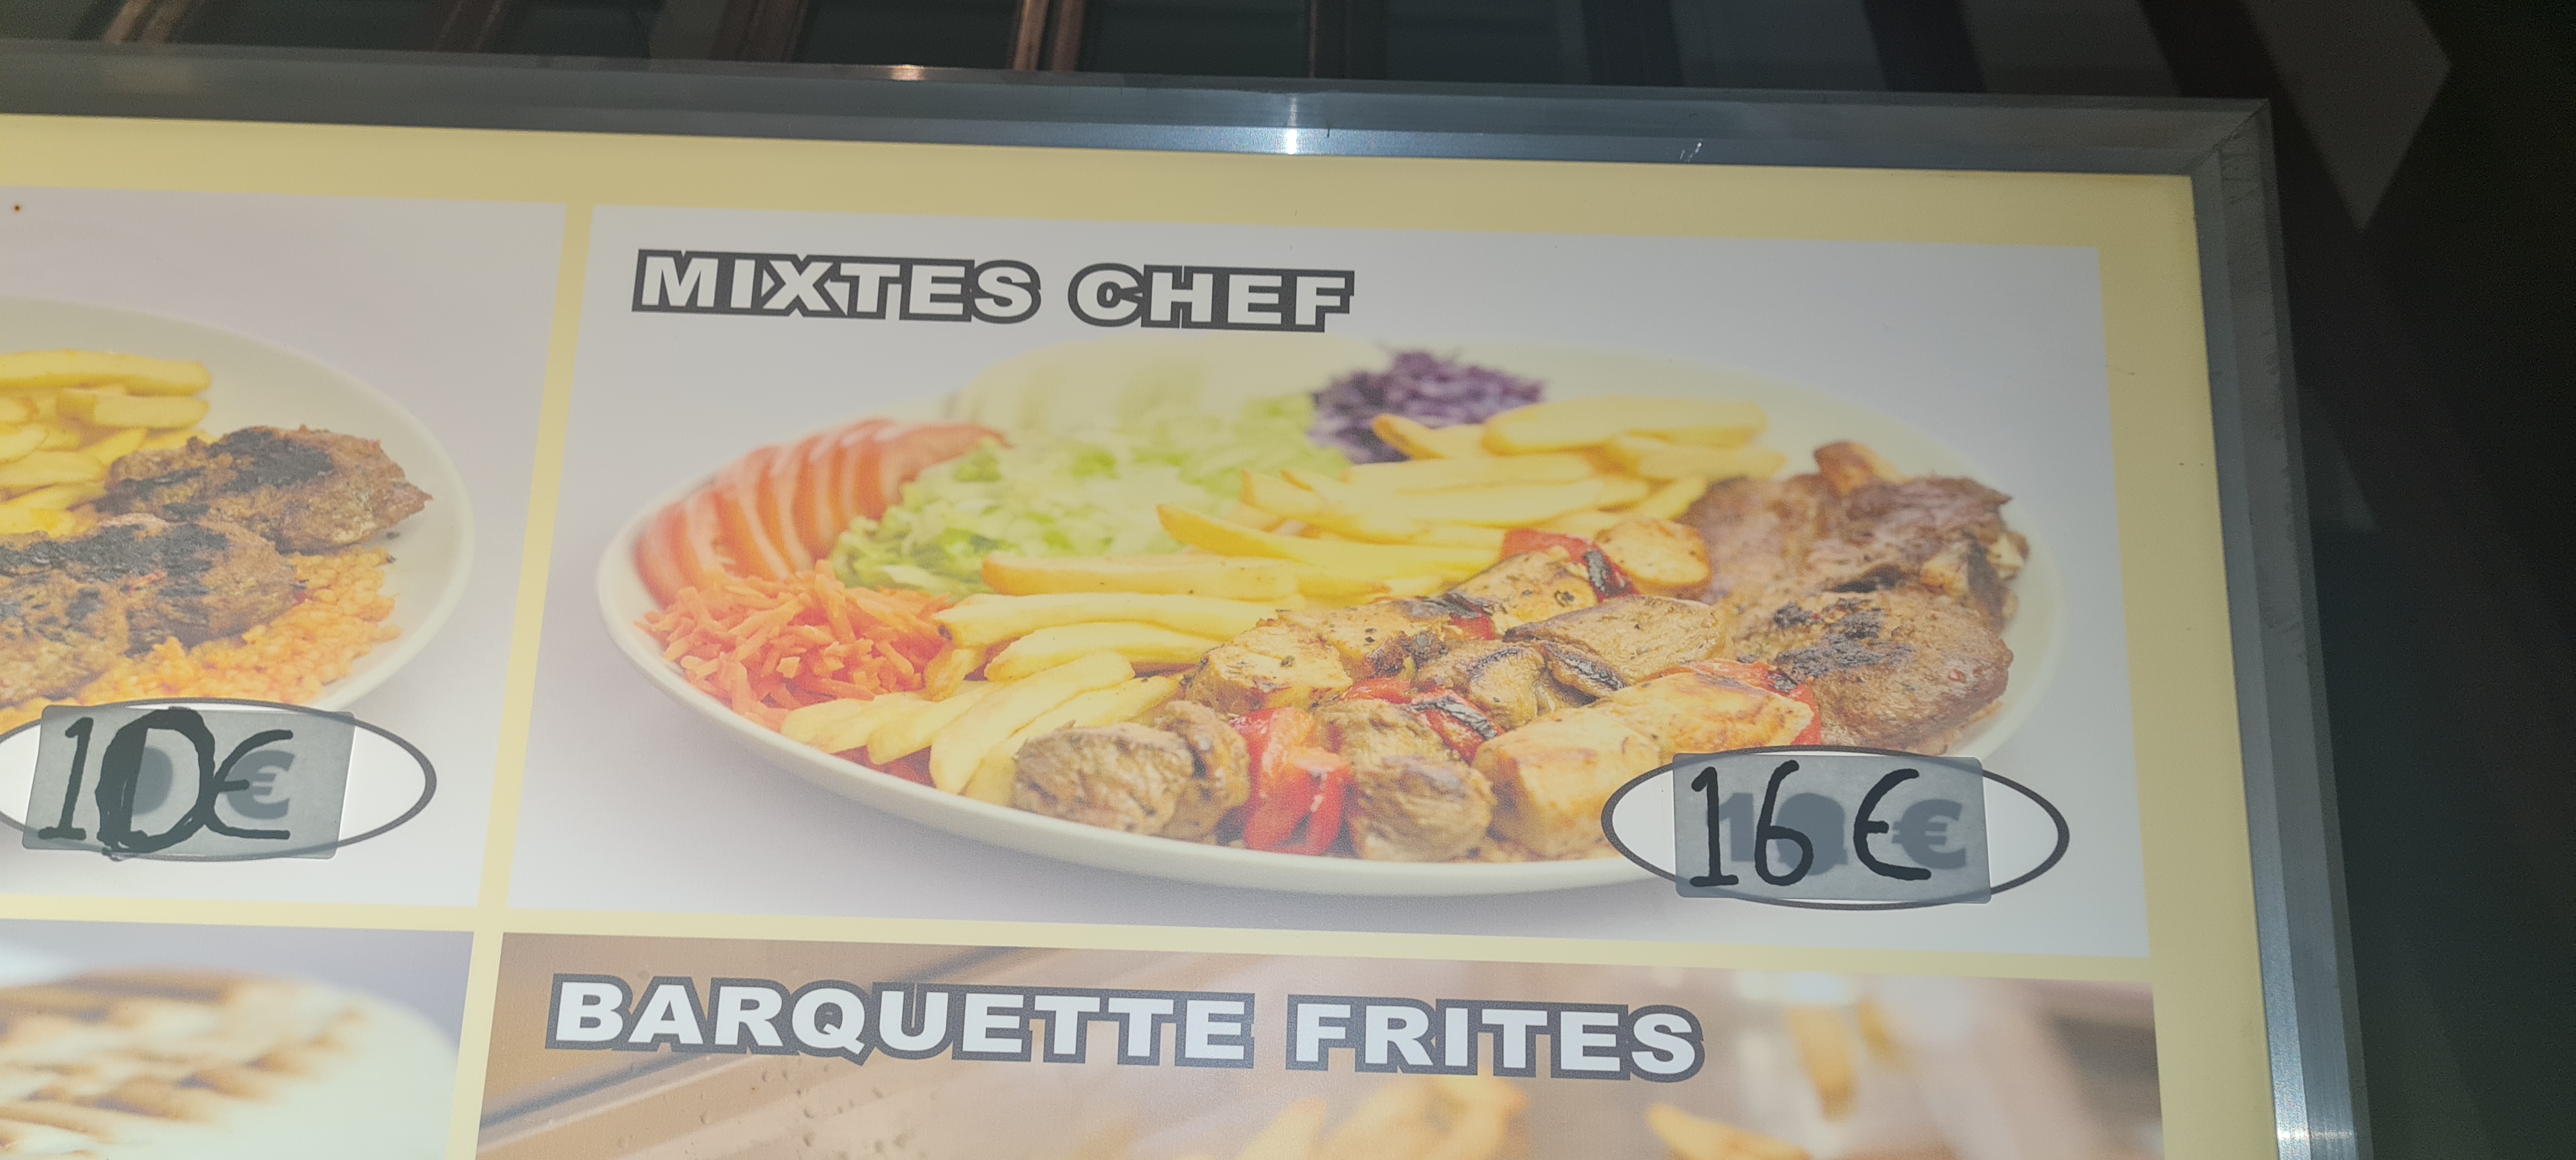 MIXTES CHEF
10€
16€
BARQUETTE FRITES